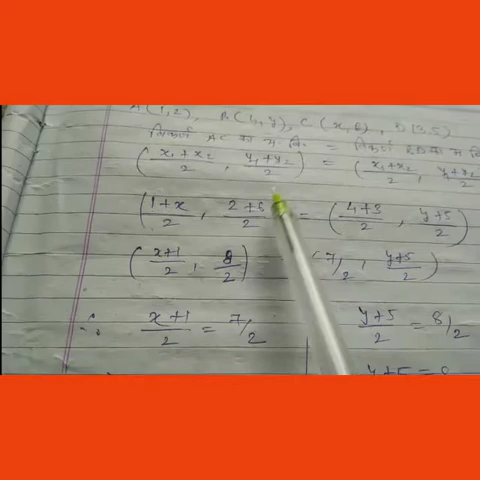 A(1,2), B(4,y), C(x,6), D(3,5)
विकर्ण AC का म. बि. = विकर्ण BD का म बि
(x₁+x₂/2 , y₁+y₂/2) = (x₁+x₂/2 , y₁+y₂/2
(1+x/2 , 2+6/2 = (4+3/2 , y+5/2)
(x+1/2 , 8/2) 7/2 , y+5/2)
∴ x+1/2 = 7/2 y+5/2 = 8/2
y+5=8